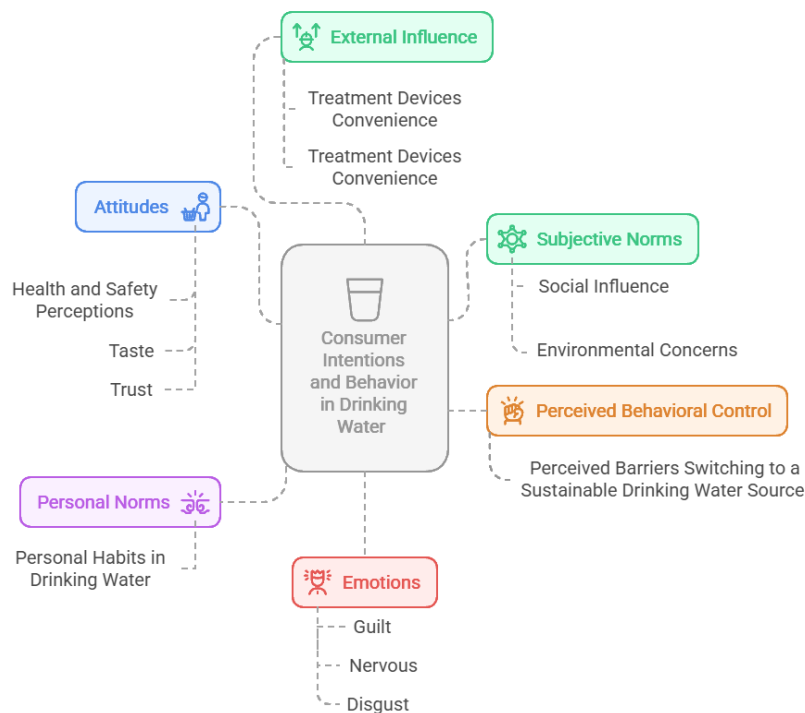 External Influence
Treatment Devices
Convenience
Treatment Devices
Convenience
Attitudes
Health and Safety
Perceptions
Taste
Trust
Subjective Norms
Social Influence
Environmental Concerns
Consumer
Intentions
and Behavior
in Drinking
Water
Perceived Behavioral Control
Perceived Barriers Switching to a
Sustainable Drinking Water Source
Personal Norms
Personal Habits in
Drinking Water
Emotions
Guilt
Nervous
Disgust